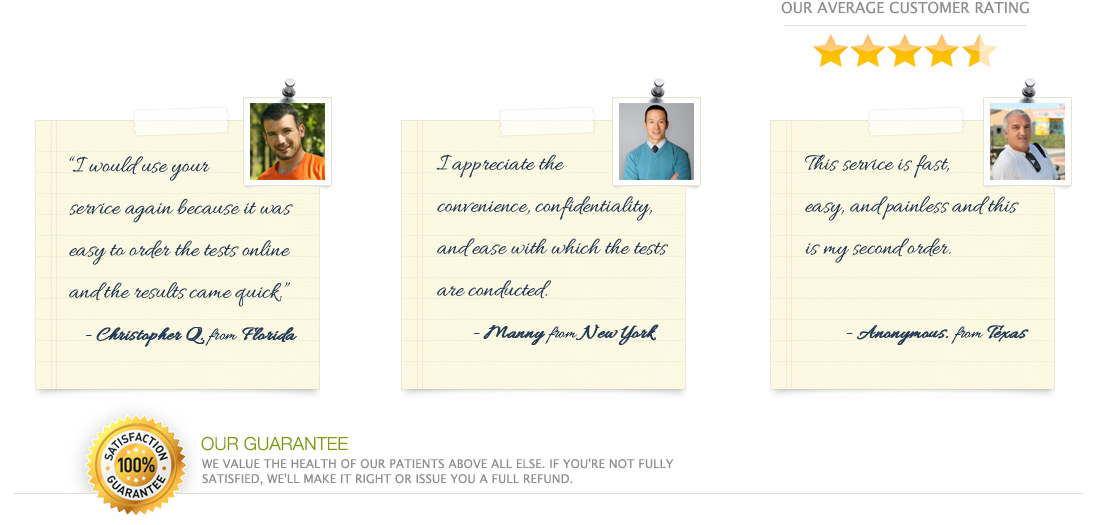 OUR AVERAGE CUSTOMER RATING
“I would use your
service again because it was
easy to order the tests online
and the results came quick.”
- Christopher Q. from Florida
I appreciate the
convenience, confidentiality,
and ease with which the tests
are conducted.
- Manny from New York
This service is fast,
easy, and painless and this
is my second order.
- Anonymous. from Texas
SATISFACTION
100%
GUARANTEE
OUR GUARANTEE
WE VALUE THE HEALTH OF OUR PATIENTS ABOVE ALL ELSE. IF YOU'RE NOT FULLY
SATISFIED, WE'LL MAKE IT RIGHT OR ISSUE YOU A FULL REFUND.